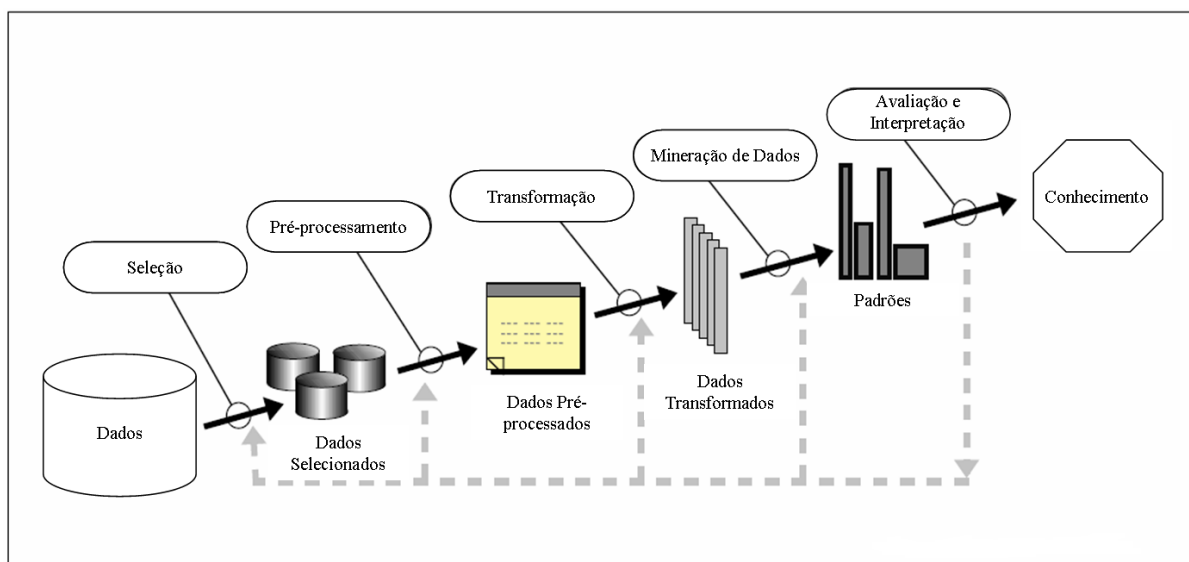 Avaliação e
Interpretação
Mineração de Dados
Transformação
Conhecimento
Pré-processamento
Seleção
Padrões
Dados
Transformados
Dados Pré-
processados
Dados
Dados
Selecionados